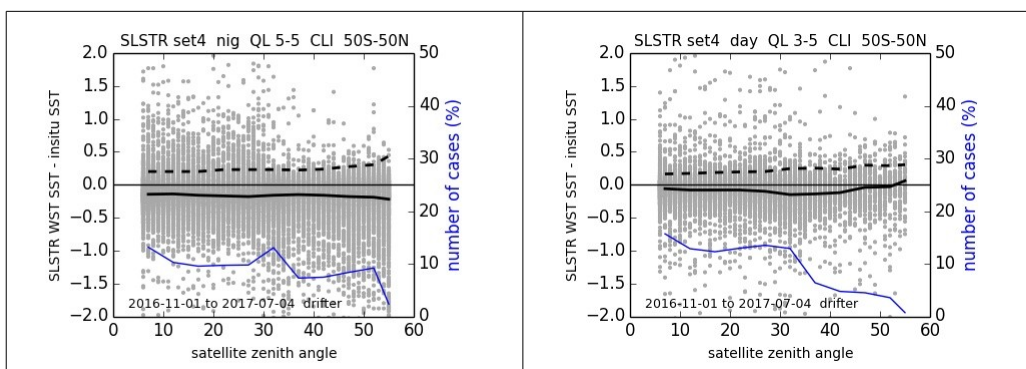 SLSTR set4 nig QL 5-5 CLI 50S-50N
2.0
1.5
1.0
0.5
0.0
−0.5
−1.0
−1.5
−2.0
SLSTR WST SST - insitu SST
50
40
30
20
10
0
number of cases (%)
2016-11-01 to 2017-07-04 drifter
0 10 20 30 40 50 60
satellite zenith angle
SLSTR set4 day QL 3-5 CLI 50S-50N
2.0
1.5
1.0
0.5
0.0
−0.5
−1.0
−1.5
−2.0
SLSTR WST SST - insitu SST
50
40
30
20
10
0
number of cases (%)
2016-11-01 to 2017-07-04 drifter
0 10 20 30 40 50 60
satellite zenith angle